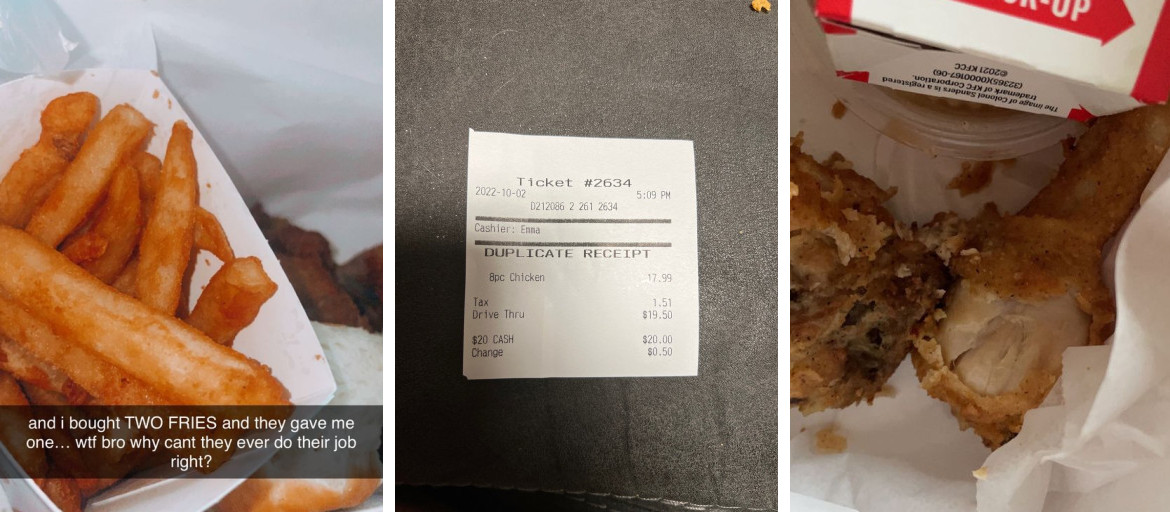 and i bought TWO FRIES and they gave me
one... wtf bro why cant they ever do their job
right?
Ticket #2634
2022-10-02 5:09 PM
D212086 2 261 2634
Cashier: Emma
DUPLICATE RECEIPT
8pc Chicken 17.99
Tax 1.51
Drive Thru $19.50
$20 CASH $20.00
Change $0.50
-UP
The image of Colonel Sanders is a registered
trademark of KFC Corporation.
(32365)(0000167-06)
©2021 KFCC